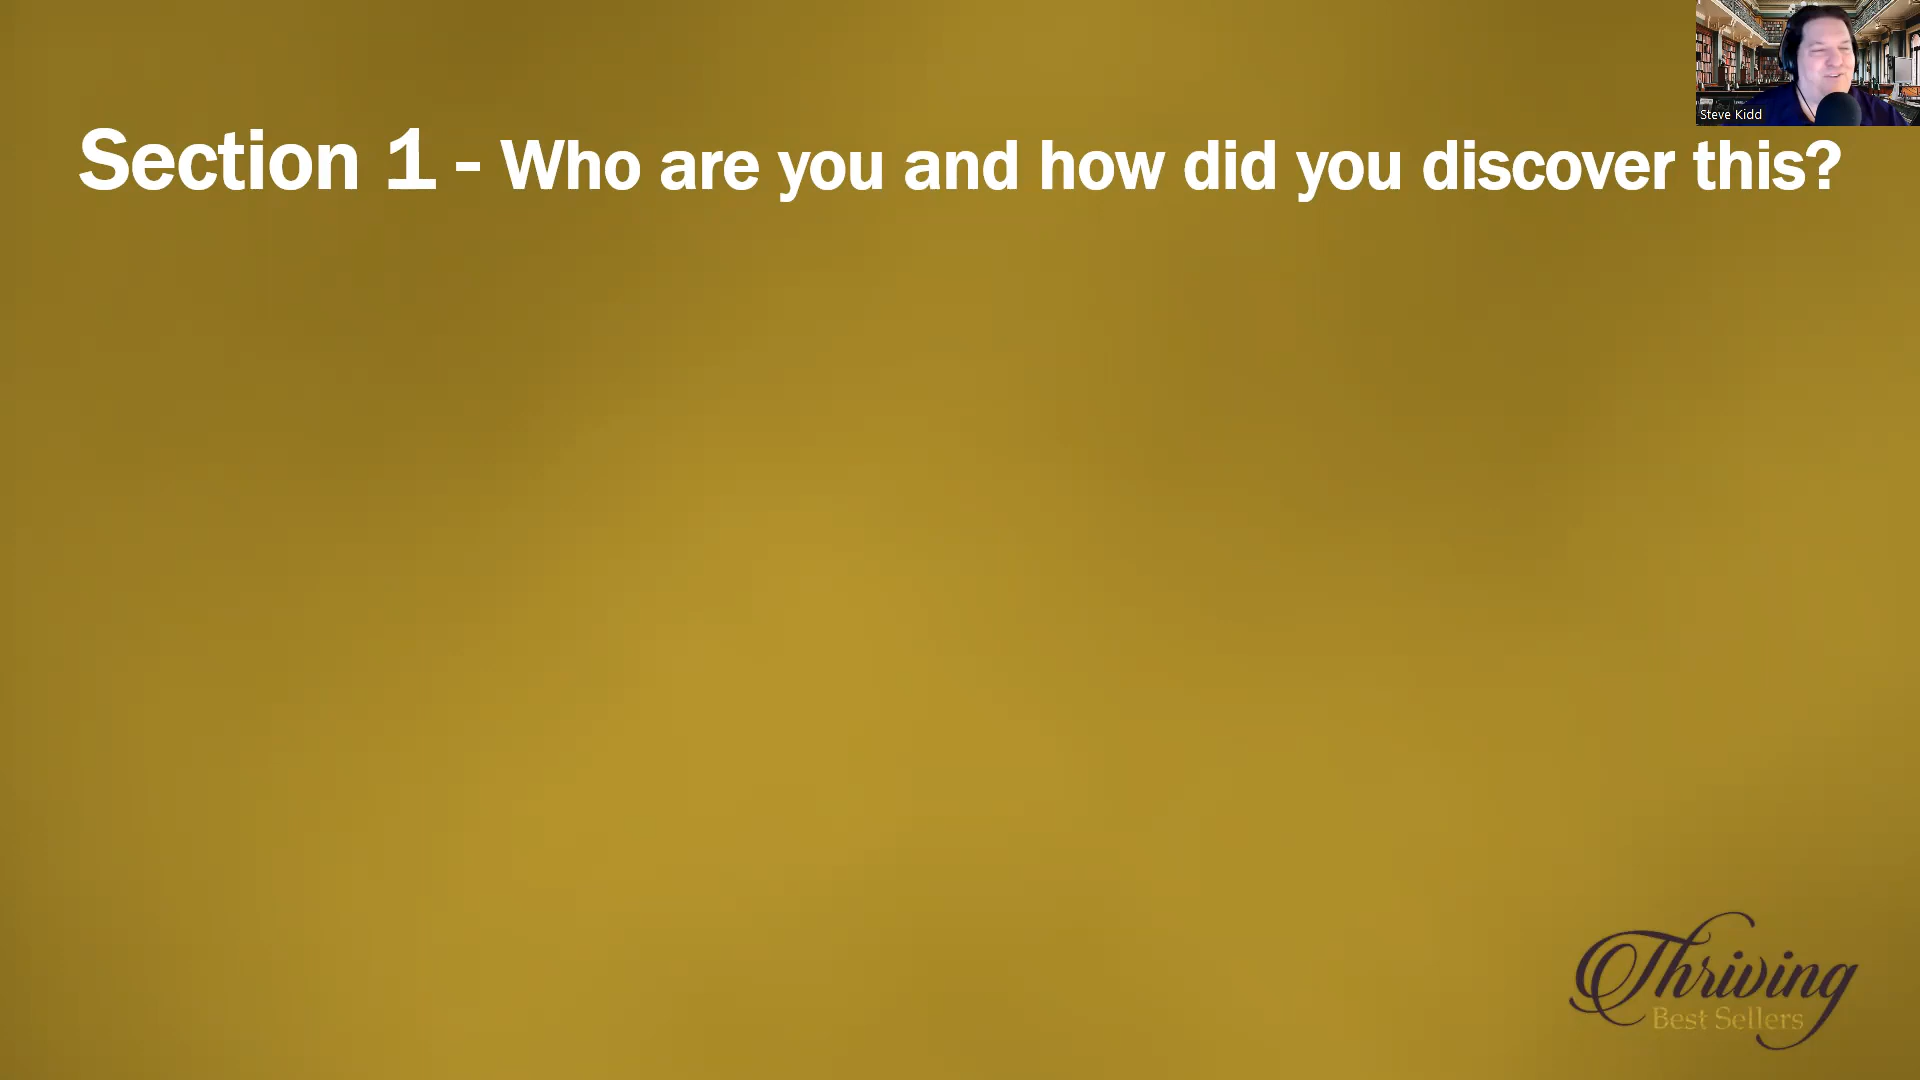 Steve Kidd
Section 1 - Who are you and how did you discover this?
Thriving
Best Sellers